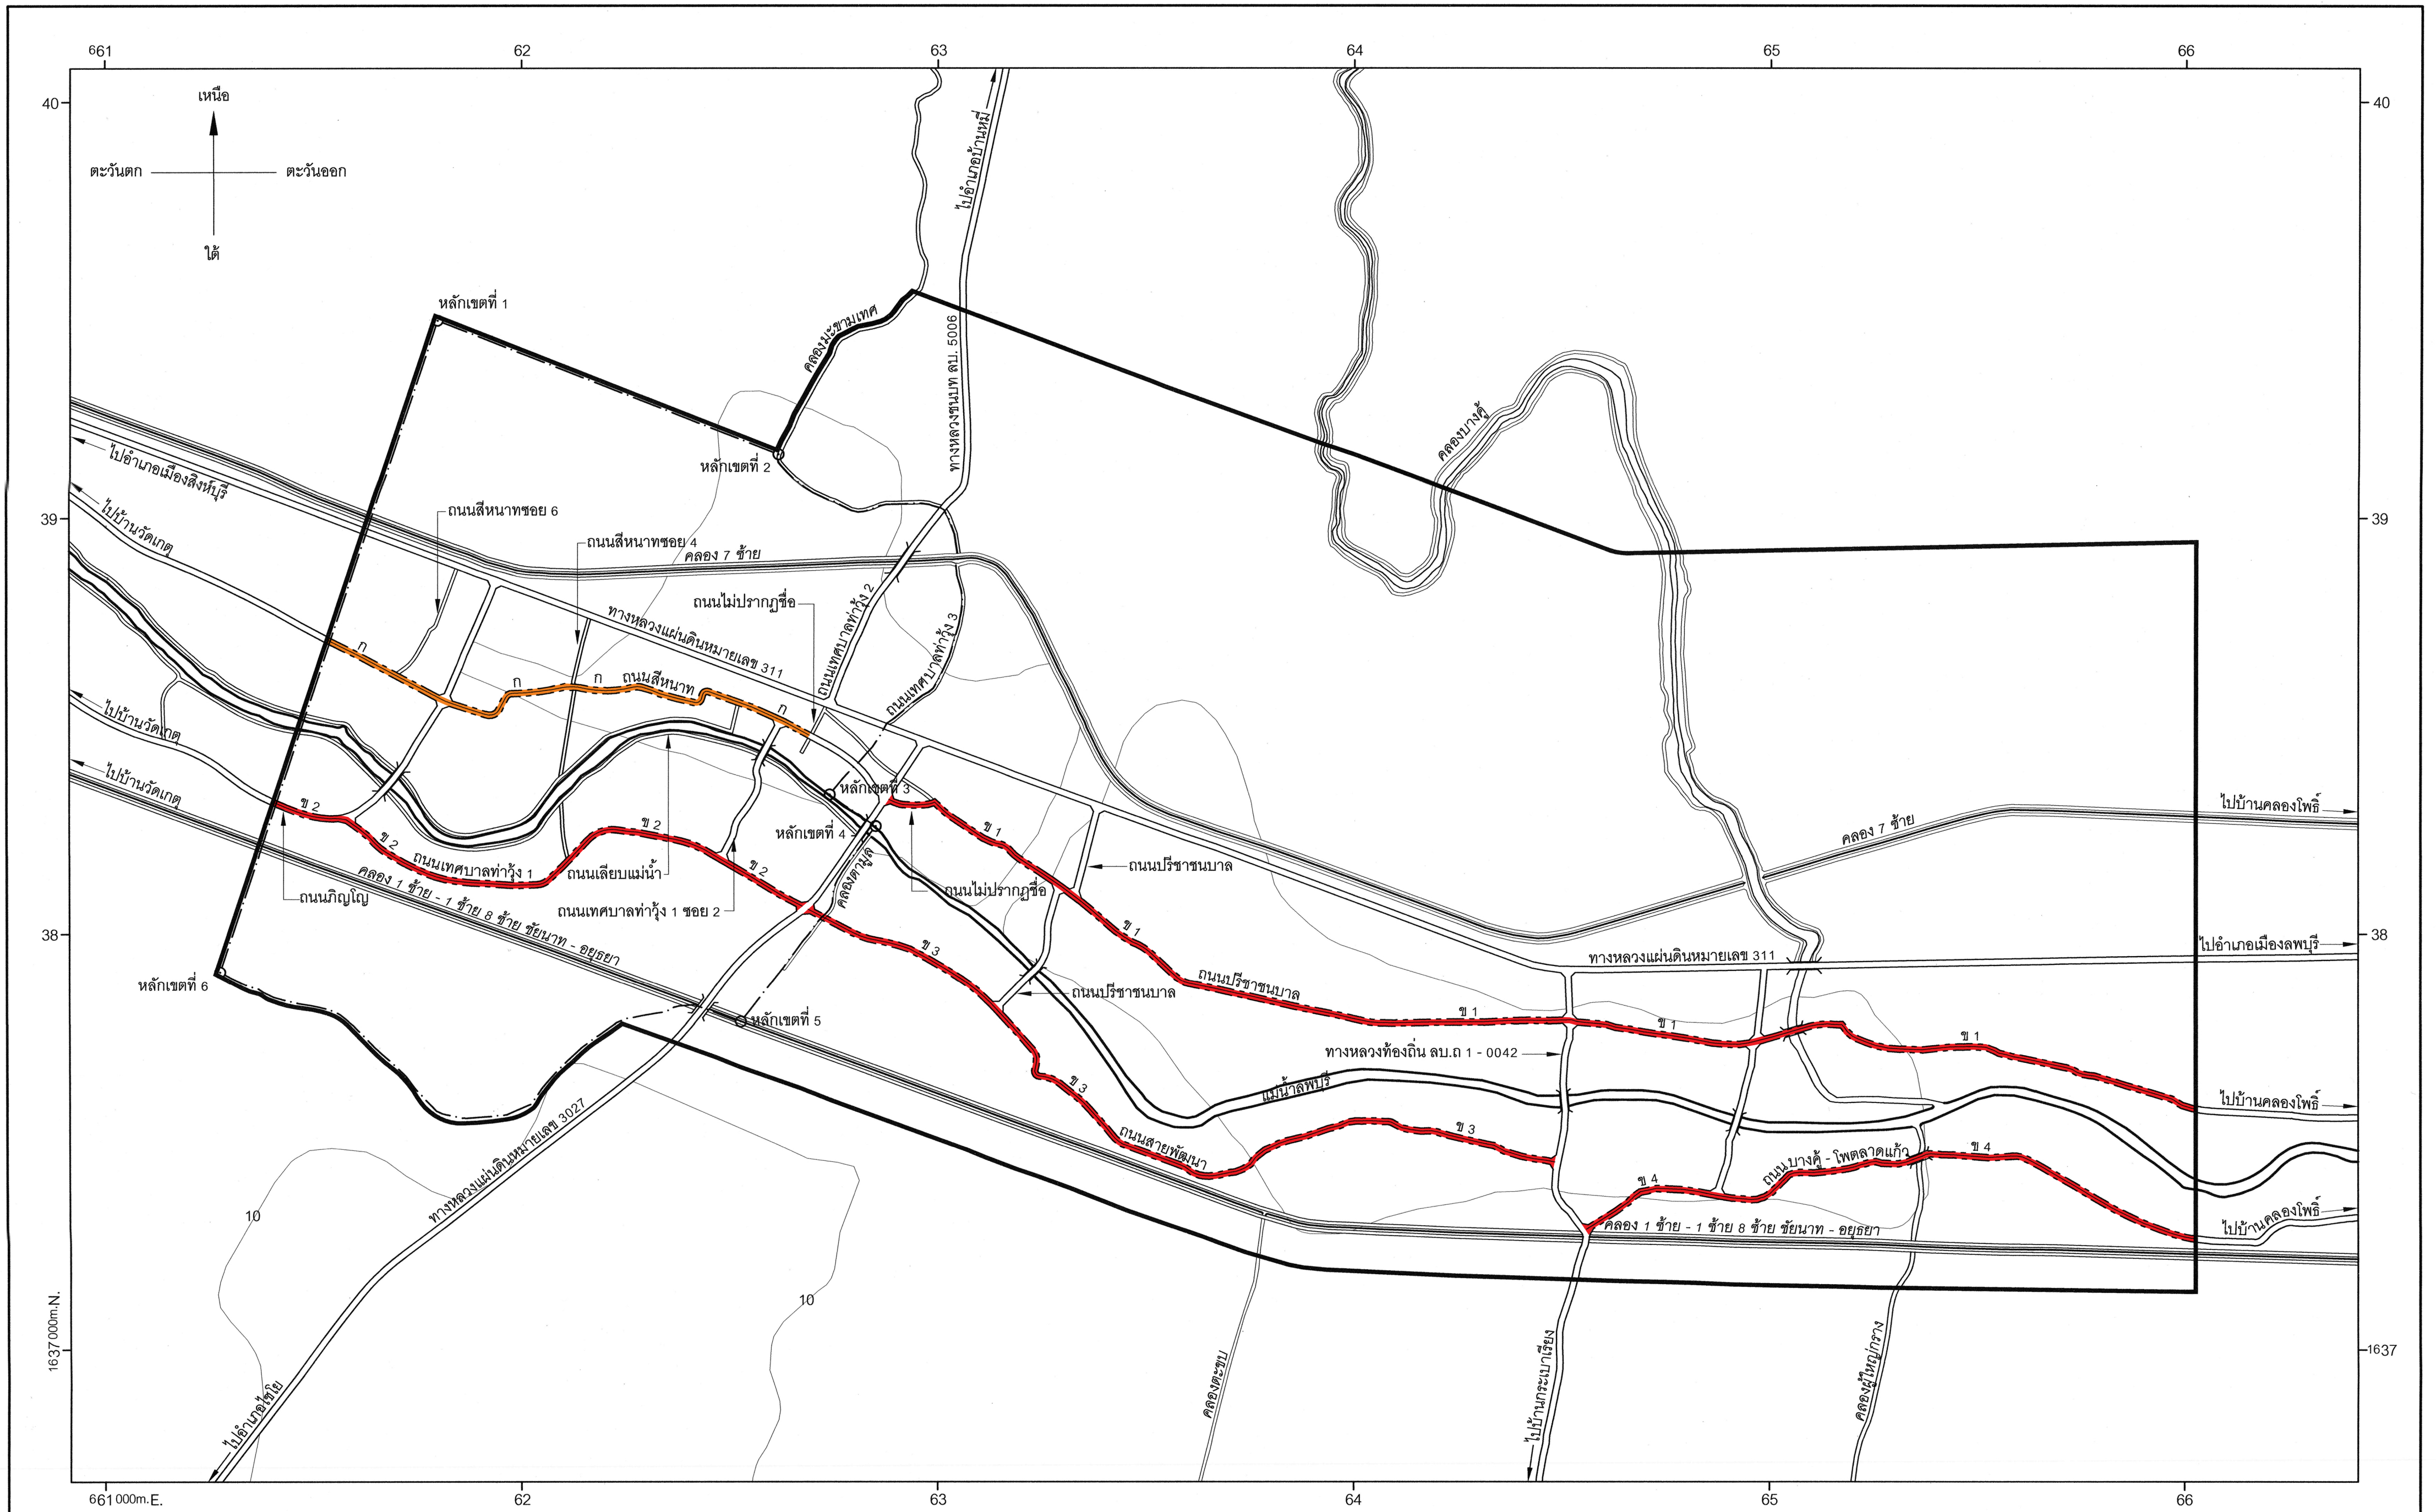 661
62
63
64
65
66
40
40
เหนือ
ตะวันตก
ตะวันออก
ใต้
ไปอำเภอบ้านหมี่
หลักเขตที่ 1
คลองมะขามเทศ
ทางหลวงชนบท ลบ. 5006
หลักเขตที่ 2
คลองบางคู้
ไปอำเภอเมืองสิงห์บุรี
ไปบ้านวัดเกตุ
39
39
ถนนสีหนาทซอย 6
ถนนสีหนาทซอย 4
คลอง 7 ซ้าย
ถนนไม่ปรากฏชื่อ
ถนนเทศบาลท่าวุ้ง 2
ทางหลวงแผ่นดินหมายเลข 311
ถนนเทศบาลท่าวุ้ง 3
ก
ก
ก
ถนนสีหนาท
ก
ไปบ้านวัดเกตุ
ไปบ้านวัดเกตุ
หลักเขตที่ 3
หลักเขตที่ 4
ข 2
ข 2
ข 2
ข 2
ข 1
ถนนเทศบาลท่าวุ้ง 1
ถนนเลียบแม่น้ำ
คลองตามูล
ถนนไม่ปรากฏชื่อ
ถนนปรีชาชนบาล
คลอง 7 ซ้าย
ไปบ้านคลองโพธิ์
ถนนภิญโญ
คลอง 1 ซ้าย - 1 ซ้าย 8 ซ้าย ชัยนาท - อยุธยา
ถนนเทศบาลท่าวุ้ง 1 ซอย 2
38
38
ข 1
ข 3
ไปอำเภอเมืองลพบุรี
ทางหลวงแผ่นดินหมายเลข 311
หลักเขตที่ 6
ถนนปรีชาชนบาล
ถนนปรีชาชนบาล
หลักเขตที่ 5
ข 1
ข 1
ข 1
ทางหลวงท้องถิ่น ลบ.ถ 1 - 0042
ข 3
แม่น้ำลพบุรี
ไปบ้านคลองโพธิ์
ทางหลวงแผ่นดินหมายเลข 3027
ถนนสายพัฒนา
ข 3
ข 4
ถนน บางคู้ - โพตลาดแก้ว
ข 4
10
คลอง 1 ซ้าย - 1 ซ้าย 8 ซ้าย ชัยนาท - อยุธยา
ไปบ้านคลองโพธิ์
10
1637000m.N.
1637
ไปอำเภอไชโย
คลองตะขบ
ไปบ้านกระเบาเรียง
คลองผู้ใหญ่กราง
661000m.E.
62
63
64
65
66